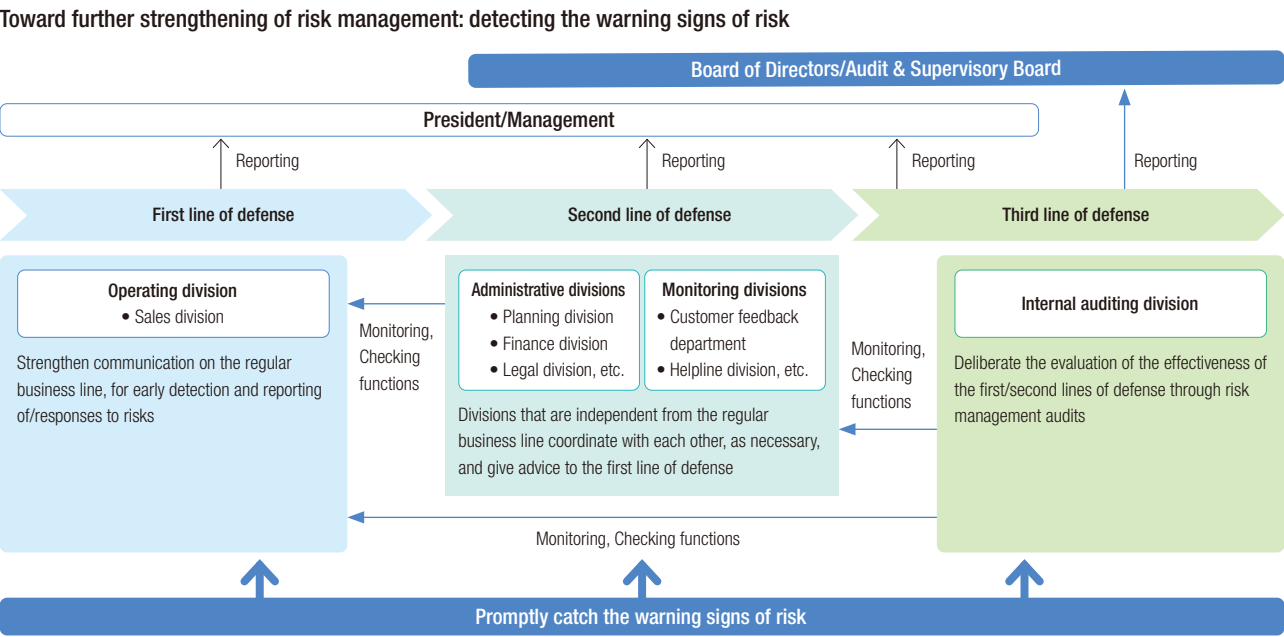 Toward further strengthening of risk management: detecting the warning signs of risk
Board of Directors/Audit & Supervisory Board
President/Management
Reporting
Reporting
Reporting
Reporting
First line of defense
Second line of defense
Third line of defense
Operating division
• Sales division
Strengthen communication on the regular
business line, for early detection and reporting
of/responses to risks
Monitoring,
Checking
functions
Administrative divisions
• Planning division
• Finance division
• Legal division, etc.
Monitoring divisions
• Customer feedback
department
• Helpline division, etc.
Divisions that are independent from the regular
business line coordinate with each other, as necessary,
and give advice to the first line of defense
Monitoring,
Checking
functions
Internal auditing division
Deliberate the evaluation of the effectiveness of
the first/second lines of defense through risk
management audits
Monitoring, Checking functions
Promptly catch the warning signs of risk